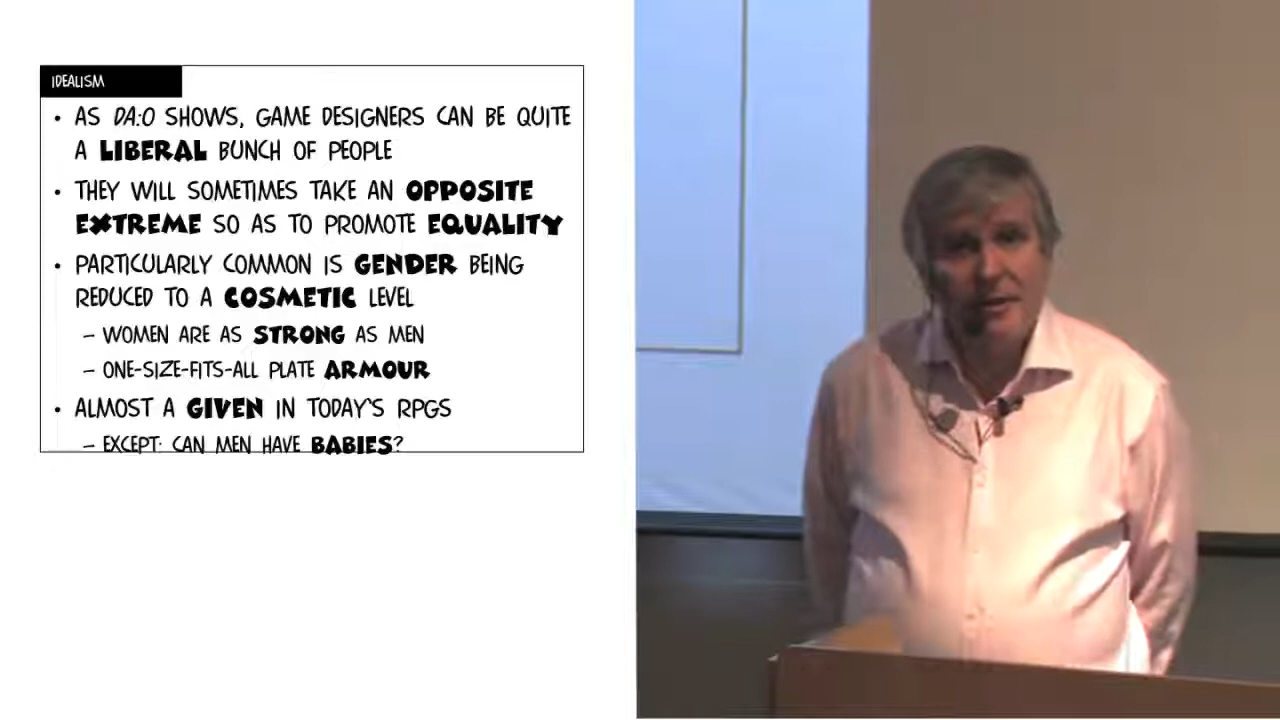 IDEALISM
• AS DA:O SHOWS, GAME DESIGNERS CAN BE QUITE
A LIBERAL BUNCH OF PEOPLE
• THEY WILL SOMETIMES TAKE AN OPPOSITE
EXTREME SO AS TO PROMOTE EQUALITY
• PARTICULARLY COMMON IS GENDER BEING
REDUCED TO A COSMETIC LEVEL
– WOMEN ARE AS STRONG AS MEN
– ONE-SIZE-FITS-ALL PLATE ARMOUR
• ALMOST A GIVEN IN TODAY'S RPGS
– EXCEPT: CAN MEN HAVE BABIES?